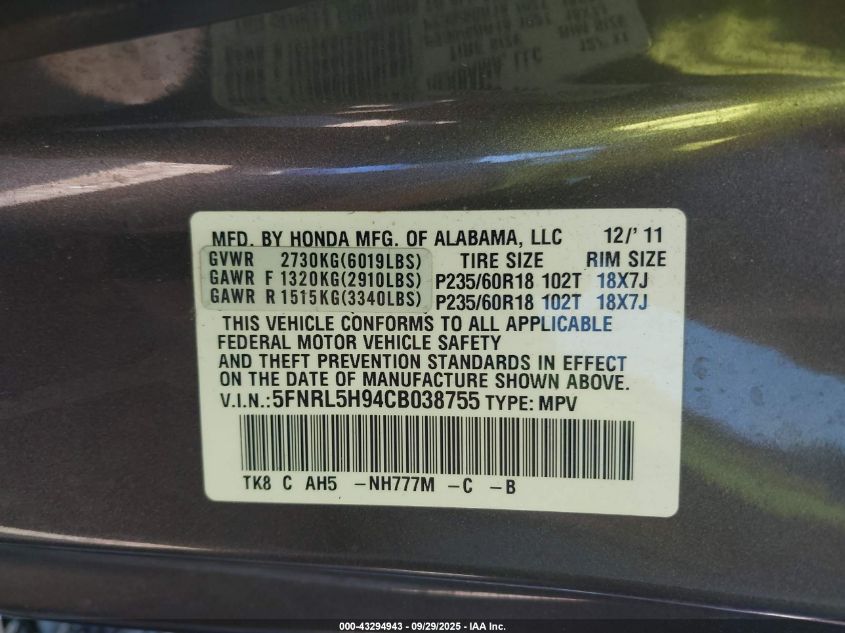 MFD. BY HONDA MFG. OF ALABAMA, LLC 12/' 11
GVWR 2730KG(6019LBS) TIRE SIZE RIM SIZE
GAWR F 1320KG(2910LBS) P235/60R18 102T 18X7J
GAWR R 1515KG(3340LBS) P235/60R18 102T 18X7J
THIS VEHICLE CONFORMS TO ALL APPLICABLE
FEDERAL MOTOR VEHICLE SAFETY
AND THEFT PREVENTION STANDARDS IN EFFECT
ON THE DATE OF MANUFACTURE SHOWN ABOVE.
V.I.N.:5FNRL5H94CB038755 TYPE: MPV
TK8 C AH5 -NH777M -C -B
000-43294943 - 09/29/2025 - IAA Inc.